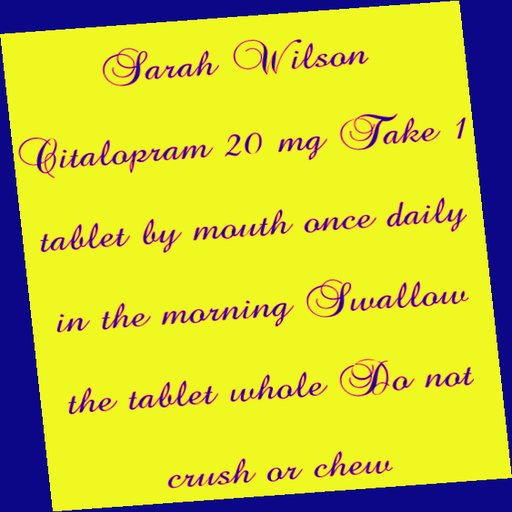 Sarah Wilson
Citalopram 20 mg Take 1
tablet by mouth once daily
in the morning Swallow
the tablet whole Do not
crush or chew